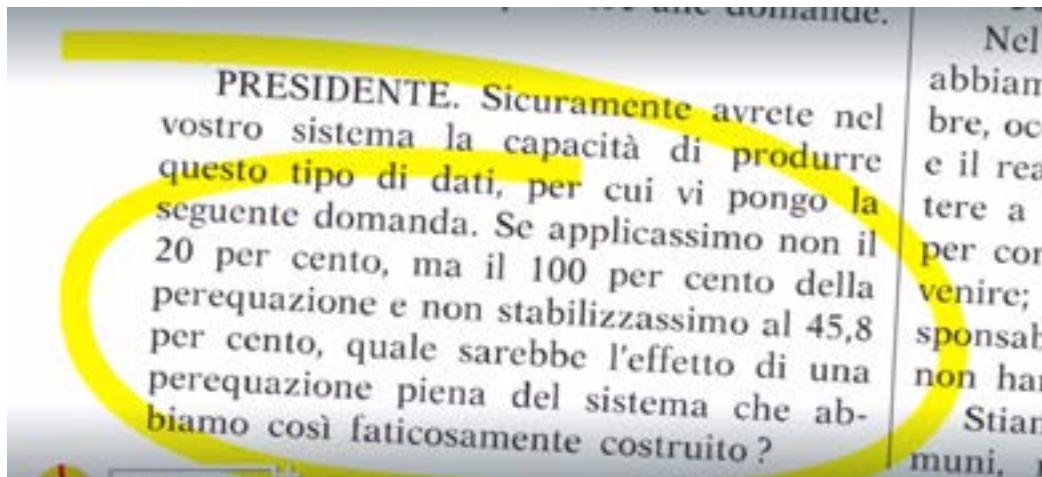 alle domande.
PRESIDENTE. Sicuramente avrete nel
vostro sistema la capacità di produrre
questo tipo di dati, per cui vi pongo la
seguente domanda. Se applicassimo non il
20 per cento, ma il 100 per cento della
perequazione e non stabilizzassimo al 45,8
per cento, quale sarebbe l'effetto di una
perequazione piena del sistema che ab-
biamo così faticosamente costruito?
Nel
abbiam
bre, oc
e il rea
tere a
per con
venire;
sponsab
non han
Stian
muni,